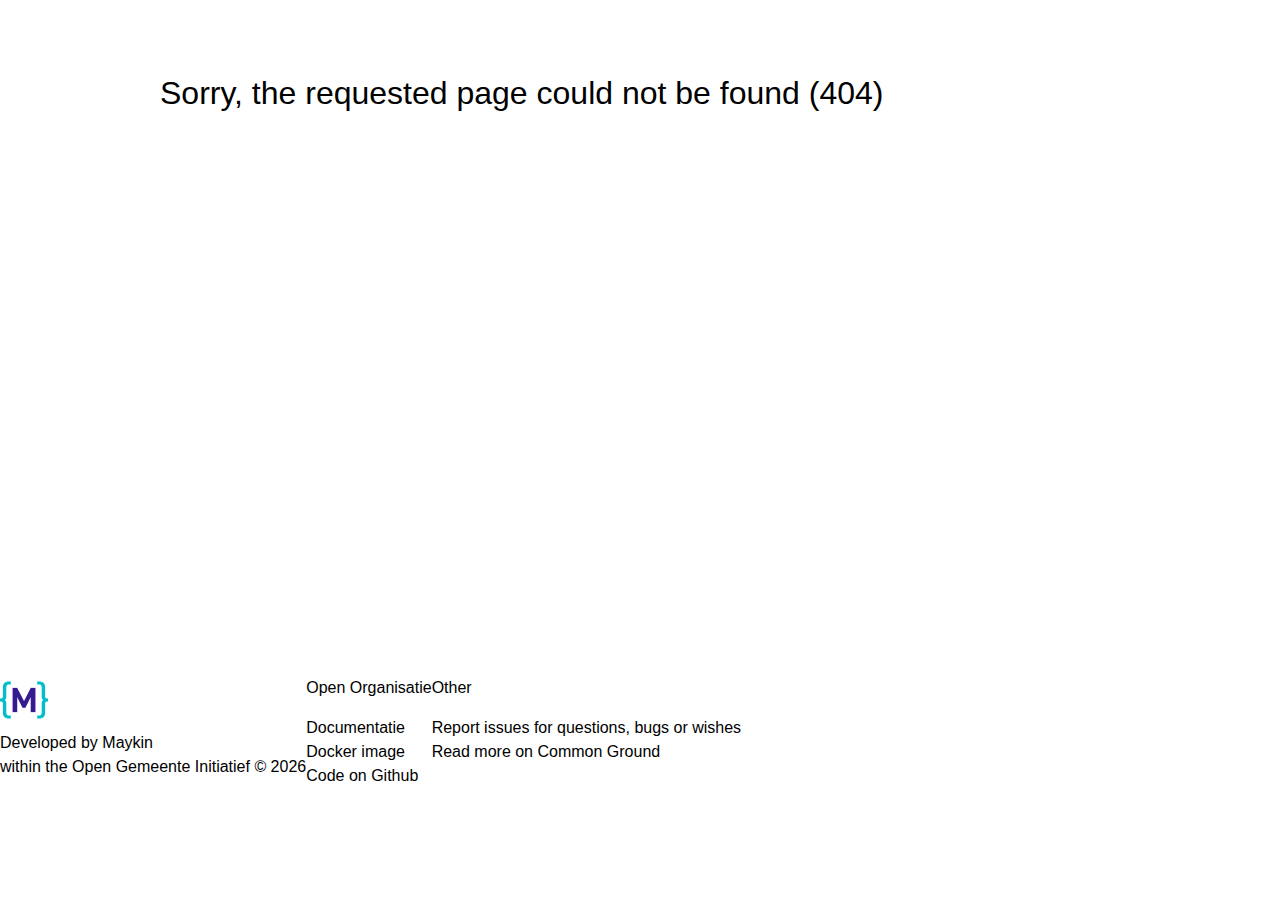 Sorry, the requested page could not be found (404)
{M}
Developed by Maykin
within the Open Gemeente Initiatief © 2026
Open Organisatie
Documentatie
Docker image
Code on Github
Other
Report issues for questions, bugs or wishes
Read more on Common Ground